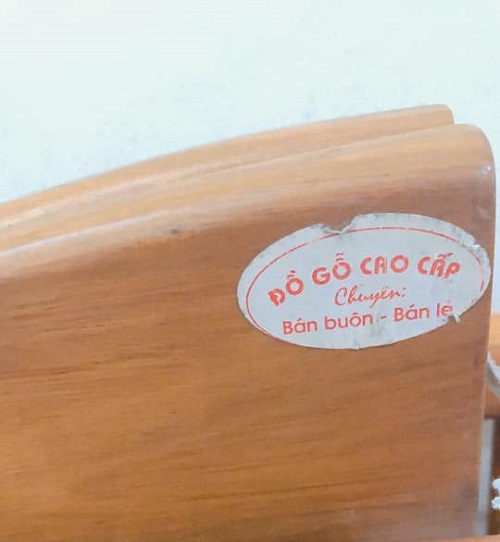 ĐỒ GỖ CAO CẤP
Chuyên:
Bán buôn - Bán lẻ